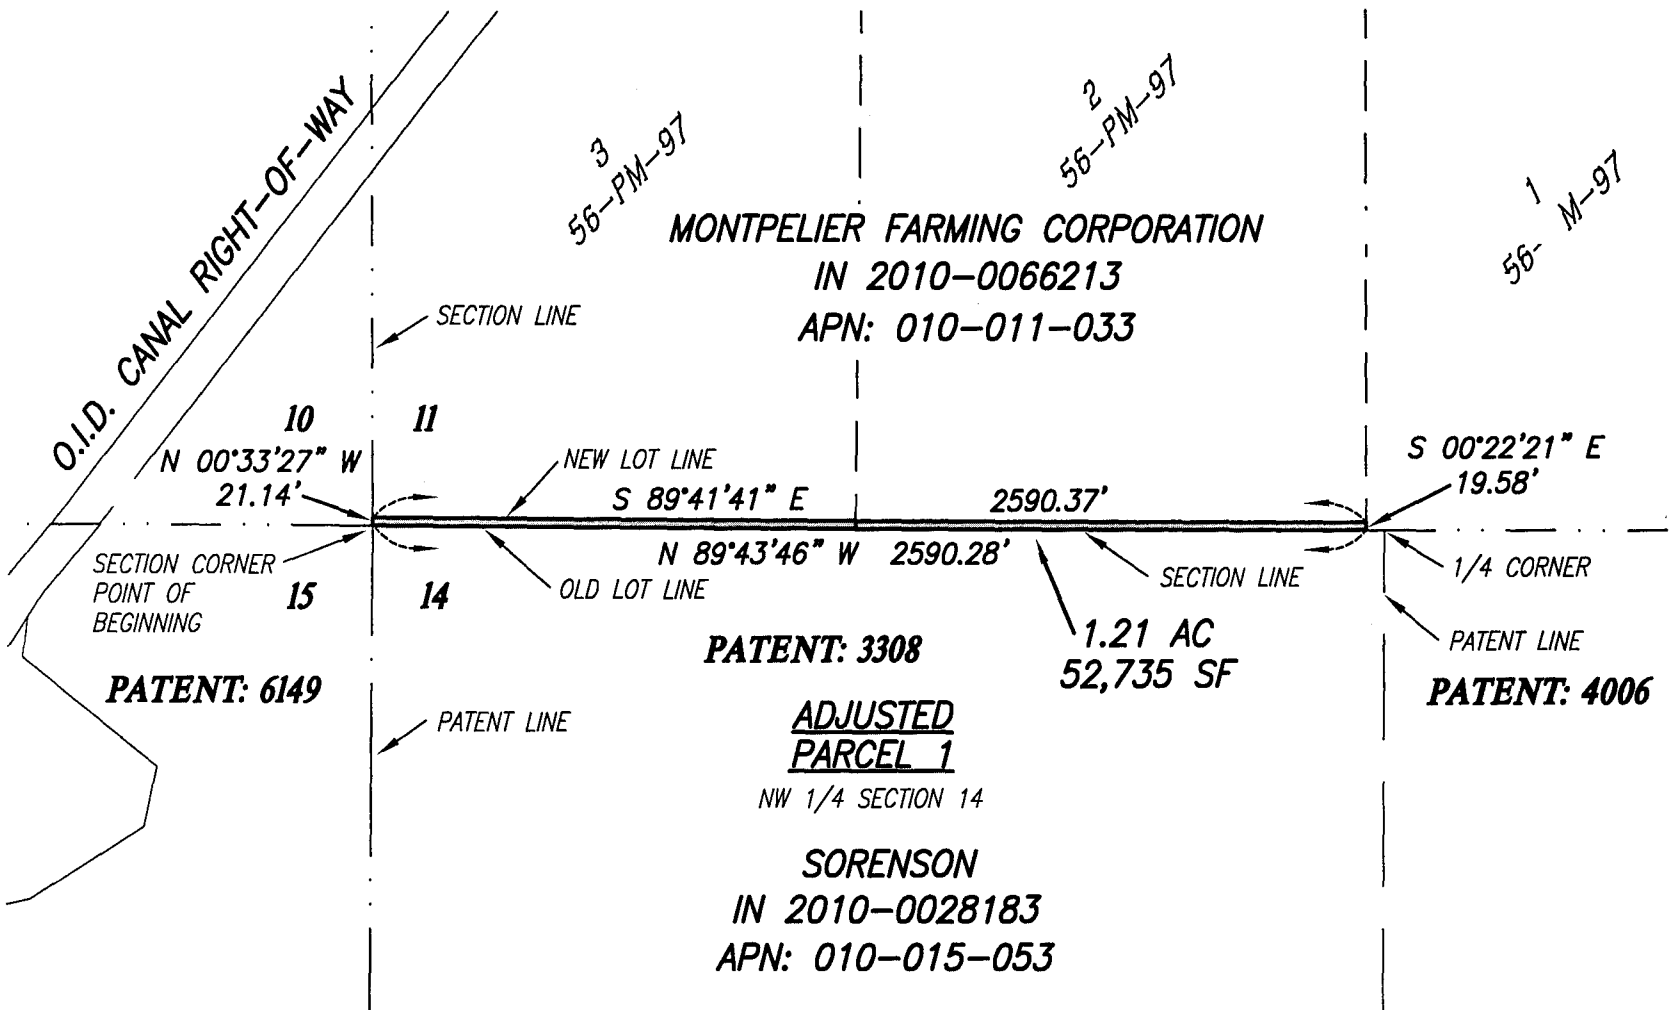 O.I.D. CANAL RIGHT-OF-WAY
3
56-PM-97
2
56-PM-97
1
56- M-97
MONTPELIER FARMING CORPORATION
IN 2010-0066213
APN: 010-011-033
SECTION LINE
10
11
N 00°33'27" W
21.14'
NEW LOT LINE
S 89°41'41" E 2590.37'
S 00°22'21" E
19.58'
N 89°43'46" W 2590.28'
SECTION CORNER
POINT OF
BEGINNING
15
14
OLD LOT LINE
SECTION LINE
1/4 CORNER
1.21 AC
52,735 SF
PATENT LINE
PATENT: 6149
PATENT: 3308
PATENT: 4006
PATENT LINE
ADJUSTED
PARCEL 1
NW 1/4 SECTION 14
SORENSON
IN 2010-0028183
APN: 010-015-053